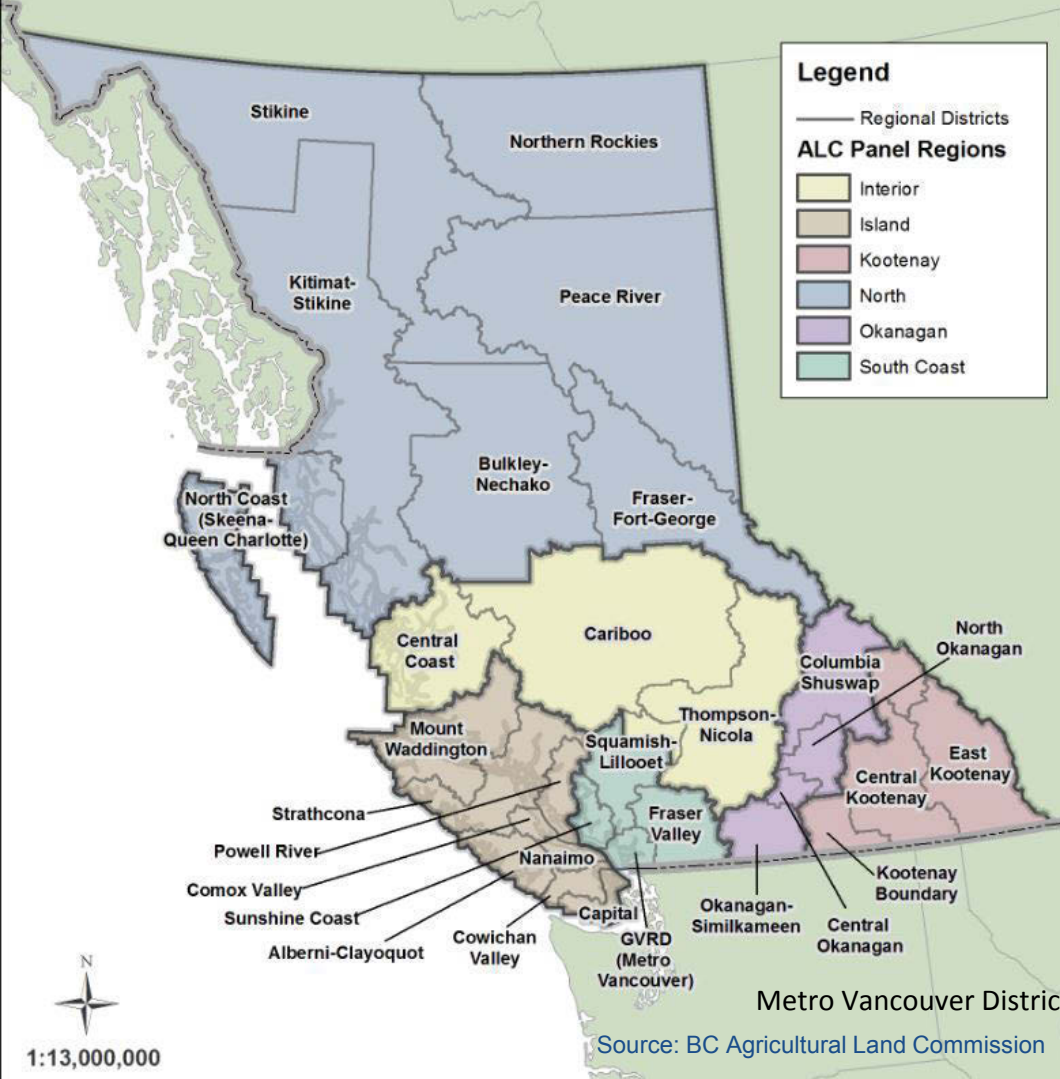 Legend
Regional Districts
ALC Panel Regions
Interior
Island
Kootenay
North
Okanagan
South Coast
Stikine
Northern Rockies
Kitimat-
Stikine
Peace River
Bulkley-
Nechako
Fraser-
Fort-George
North Coast
(Skeena-
Queen Charlotte)
Central
Coast
Cariboo
North
Okanagan
Columbia
Shuswap
Mount
Waddington
Squamish-
Lillooet
Thompson-
Nicola
East
Kootenay
Central
Kootenay
Strathcona
Powell River
Comox Valley
Sunshine Coast
Alberni-Clayoquot
Nanaimo
Fraser
Valley
Cowichan
Valley
Capital
GVRD
(Metro
Vancouver)
Okanagan-
Similkameen
Central
Okanagan
Kootenay
Boundary
N
1:13,000,000
Metro Vancouver Distric
Source: BC Agricultural Land Commission